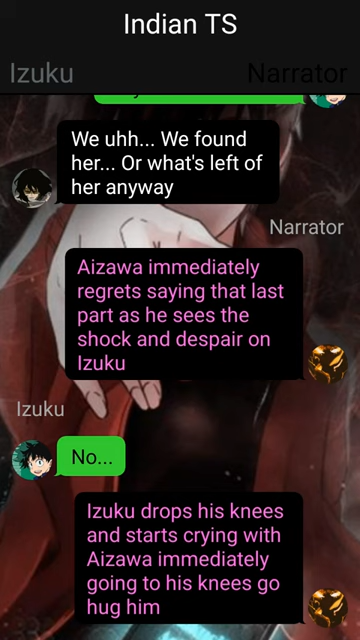 Indian TS
Izuku
Narrator
We uhh... We found
her... Or what's left of
her anyway
Narrator
Aizawa immediately
regrets saying that last
part as he sees the
shock and despair on
Izuku
Izuku
No...
Izuku drops his knees
and starts crying with
Aizawa immediately
going to his knees go
hug him